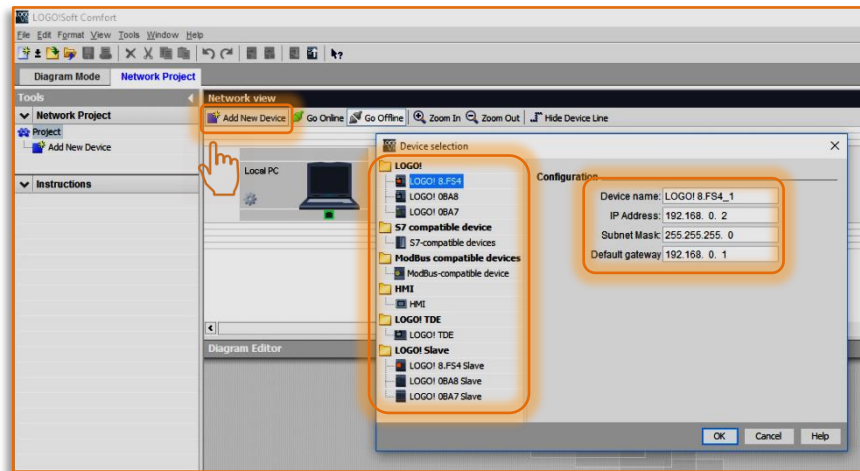 LOGO!Soft Comfort
File Edit Format View Tools Window Help
Diagram Mode Network Project
Tools
Network Project
Project
Add New Device
Instructions
Network view
Add New Device Go Online Go Offline Zoom In Zoom Out Hide Device Line
Local PC
Diagram Editor
Device selection
LOGO!
LOGO! 8.FS4
LOGO! 0BA8
LOGO! 0BA7
S7 compatible device
S7-compatible devices
ModBus compatible devices
ModBus-compatible device
HMI
HMI
LOGO! TDE
LOGO! TDE
LOGO! Slave
LOGO! 8.FS4 Slave
LOGO! 0BA8 Slave
LOGO! 0BA7 Slave
Configuration
Device name: LOGO! 8.FS4_1
IP Address: 192.168. 0. 2
Subnet Mask: 255.255.255. 0
Default gateway 192.168. 0. 1
OK Cancel Help